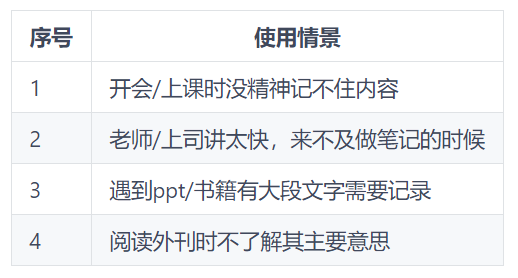 序号 使用情景
1 开会/上课时没精神记不住内容
2 老师/上司讲太快，来不及做笔记的时候
3 遇到ppt/书籍有大段文字需要记录
4 阅读外刊时不了解其主要意思